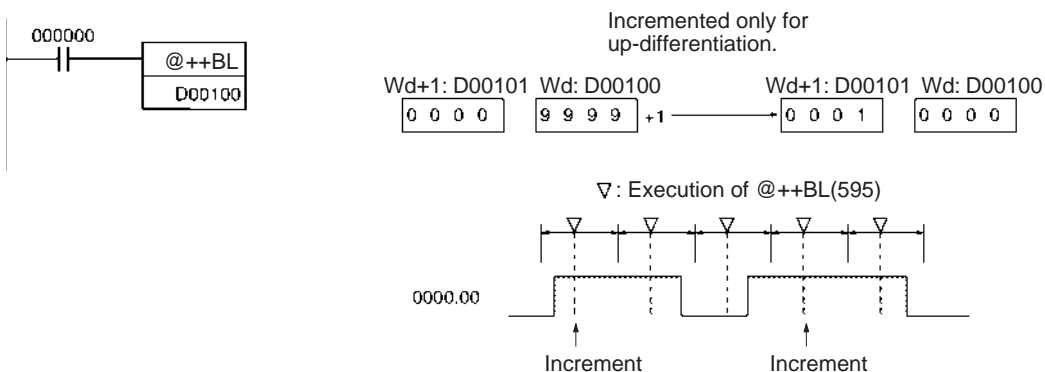 000000
@++BL
D00100
Incremented only for
up-differentiation.
Wd+1: D00101 Wd: D00100 Wd+1: D00101 Wd: D00100
0 0 0 0 9 9 9 9 +1 0 0 0 1 0 0 0 0
▽: Execution of @++BL(595)
0000.00
Increment Increment